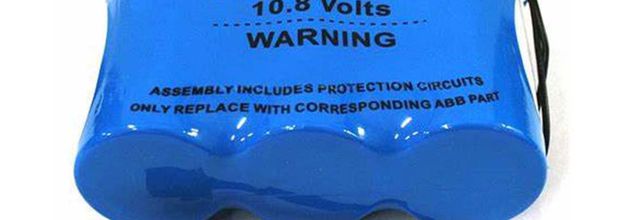 10.8 Volts
WARNING
ASSEMBLY INCLUDES PROTECTION CIRCUITS
ONLY REPLACE WITH CORRESPONDING ABB PART